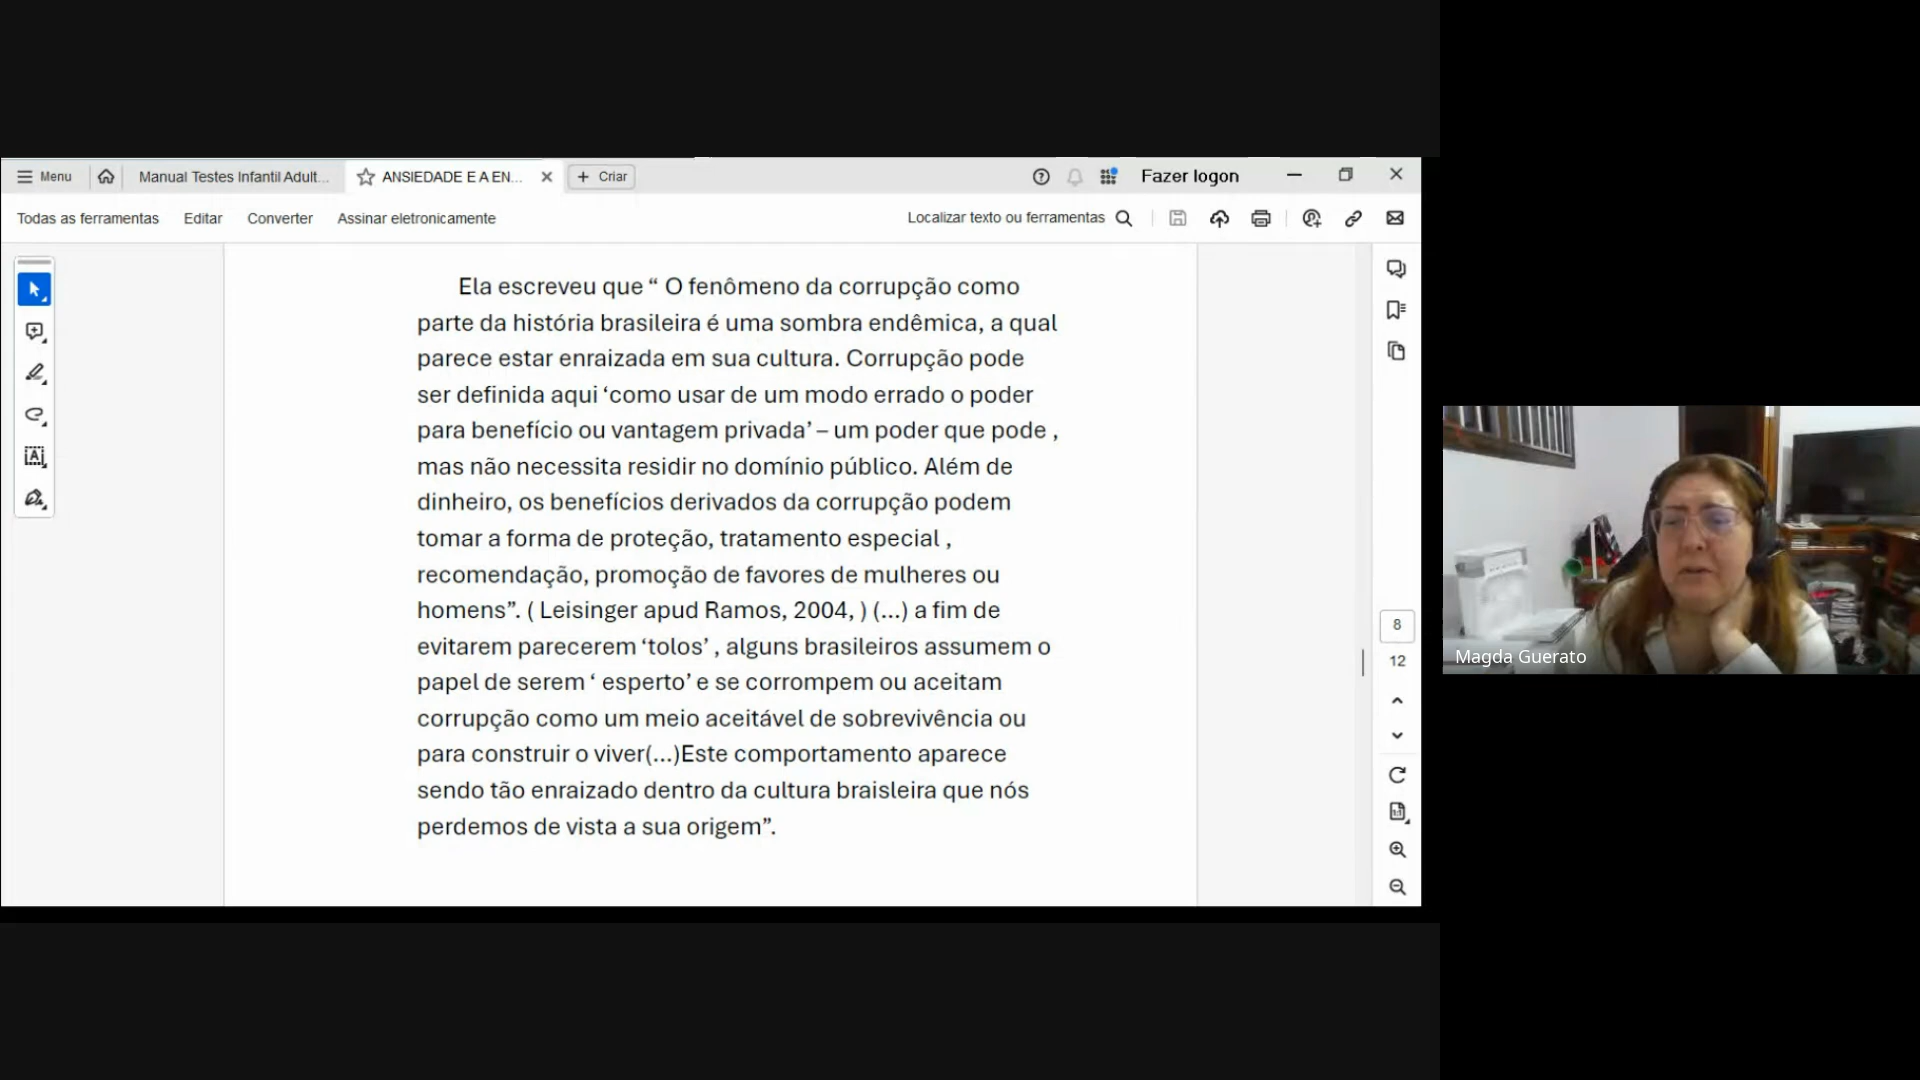 Menu
Manual Testes Infantil Adult...
ANSIEDADE E A EN...
Criar
Fazer logon
Todas as ferramentas
Editar
Converter
Assinar eletronicamente
Localizar texto ou ferramentas
Ela escreveu que “ O fenômeno da corrupção como
parte da história brasileira é uma sombra endêmica, a qual
parece estar enraizada em sua cultura. Corrupção pode
ser definida aqui ‘como usar de um modo errado o poder
para benefício ou vantagem privada’ – um poder que pode ,
mas não necessita residir no domínio público. Além de
dinheiro, os benefícios derivados da corrupção podem
tomar a forma de proteção, tratamento especial ,
recomendação, promoção de favores de mulheres ou
homens”. ( Leisinger apud Ramos, 2004, ) (...) a fim de
evitarem parecerem ‘tolos’ , alguns brasileiros assumem o
papel de serem ‘ esperto’ e se corrompem ou aceitam
corrupção como um meio aceitável de sobrevivência ou
para construir o viver(...)Este comportamento aparece
sendo tão enraizado dentro da cultura braisleira que nós
perdemos de vista a sua origem”.
8
12
Magda Guerato